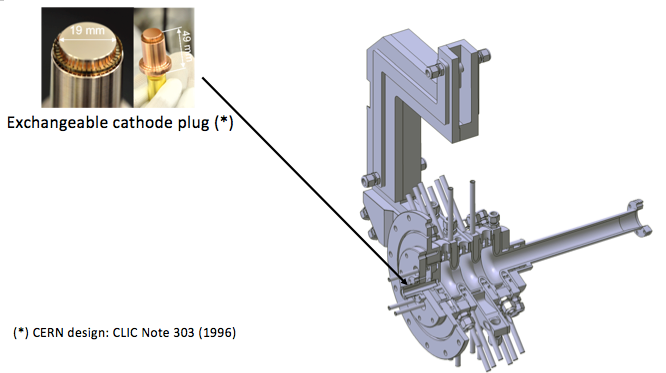 19 mm
49 mm
Exchangeable cathode plug (*)
(*) CERN design: CLIC Note 303 (1996)